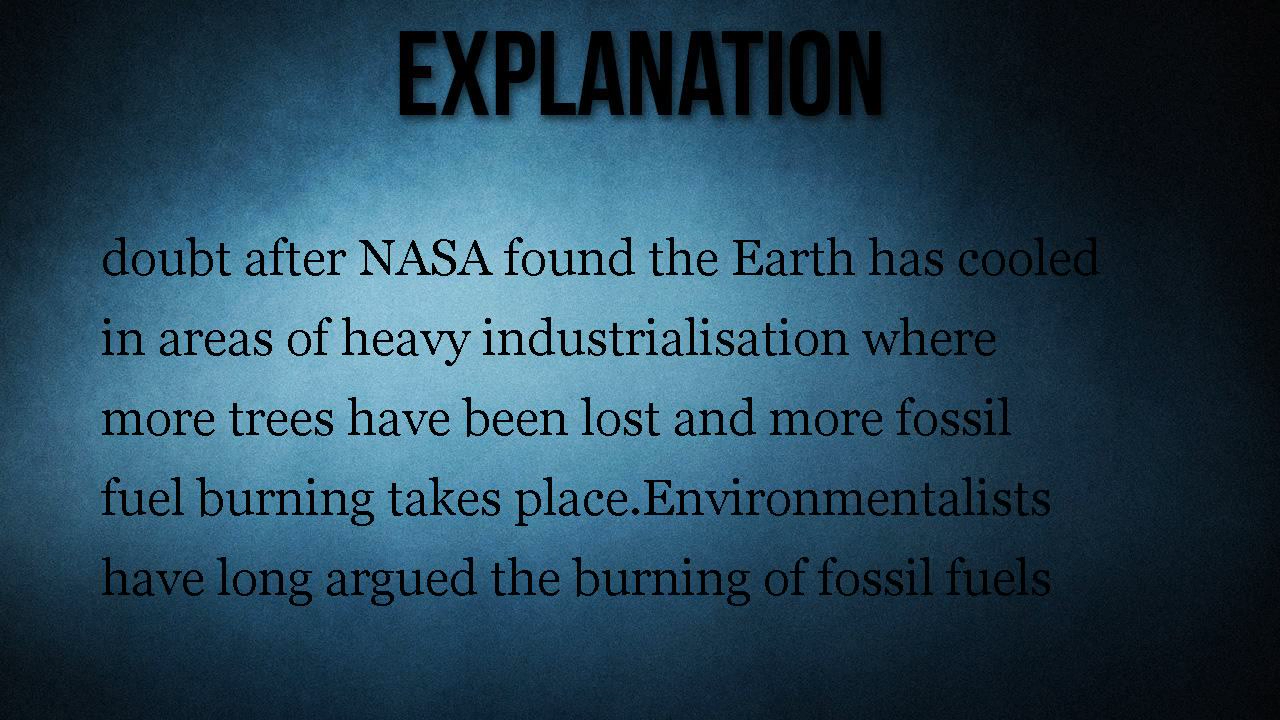 EXPLANATION
doubt after NASA found the Earth has cooled
in areas of heavy industrialisation where
more trees have been lost and more fossil
fuel burning takes place.Environmentalists
have long argued the burning of fossil fuels